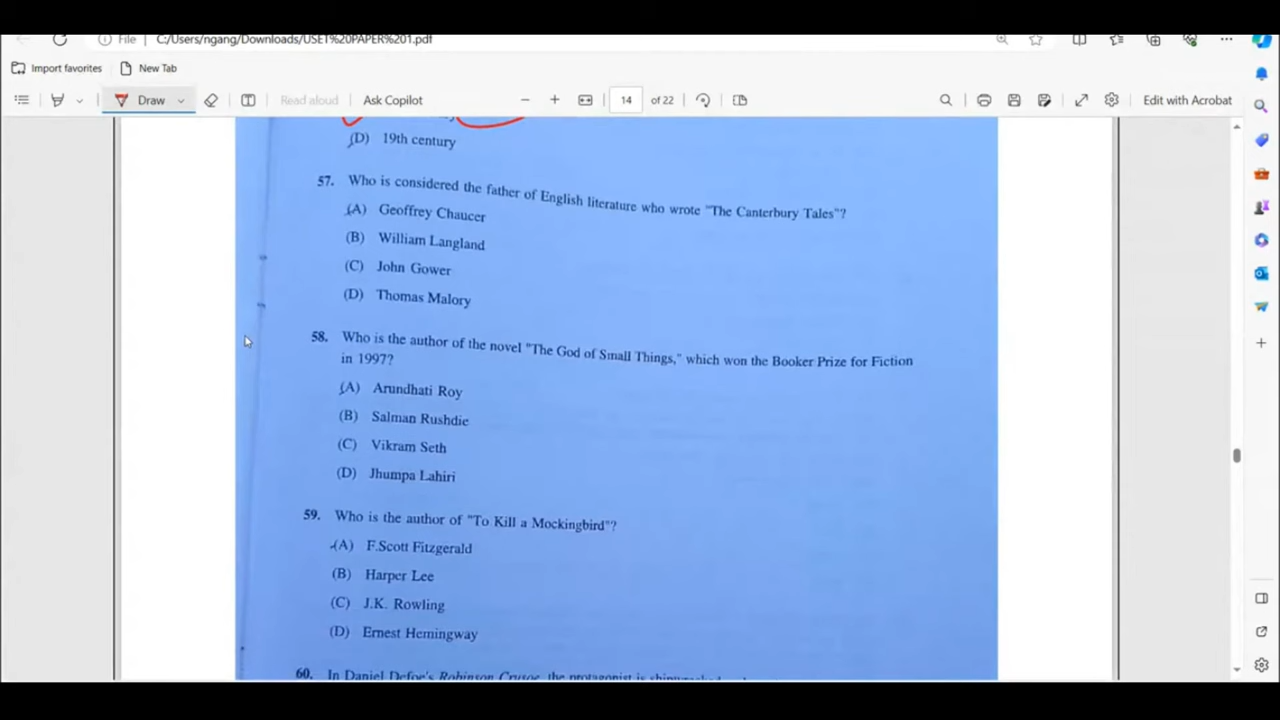 File
C:/Users/ngang/Downloads/USET%20PAPER%201.pdf
Import favorites
New Tab
Draw
Read aloud
Ask Copilot
14
of 22
Edit with Acrobat
(D) 19th century
57. Who is considered the father of English literature who wrote "The Canterbury Tales"?
(A) Geoffrey Chaucer
(B) William Langland
(C) John Gower
(D) Thomas Malory
58. Who is the author of the novel "The God of Small Things," which won the Booker Prize for Fiction
in 1997?
(A) Arundhati Roy
(B) Salman Rushdie
(C) Vikram Seth
(D) Jhumpa Lahiri
59. Who is the author of "To Kill a Mockingbird"?
(A) F.Scott Fitzgerald
(B) Harper Lee
(C) J.K. Rowling
(D) Ernest Hemingway
60. In Daniel Defoe's Robinson Crusoe, the protagonist is